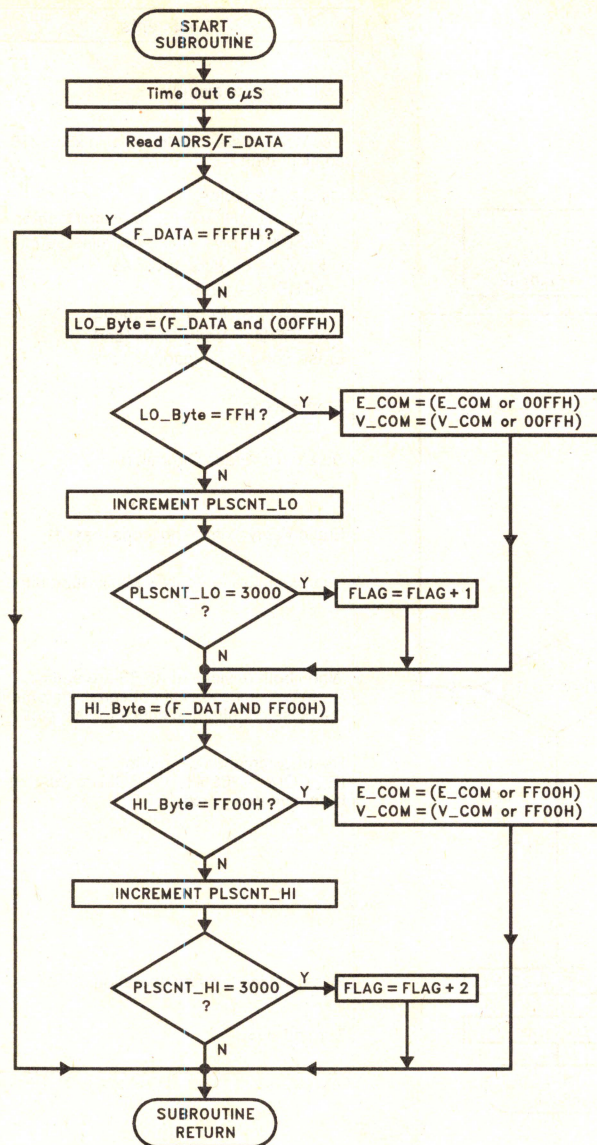 START
SUBROUTINE
Time Out 6 μS
Read ADRS/F_DATA
Y
F_DATA = FFFFH ?
N
LO_Byte = (F_DATA and (00FFH)
LO_Byte = FFH ?
Y
E_COM = (E_COM or 00FFH)
V_COM = (V_COM or 00FFH)
N
INCREMENT PLSCNT_LO
PLSCNT_LO = 3000
?
Y
FLAG = FLAG + 1
N
HI_Byte = (F_DAT AND FF00H)
HI_Byte = FF00H ?
Y
E_COM = (E_COM or FF00H)
V_COM = (V_COM or FF00H)
N
INCREMENT PLSCNT_HI
PLSCNT_HI = 3000
?
Y
FLAG = FLAG + 2
N
SUBROUTINE
RETURN